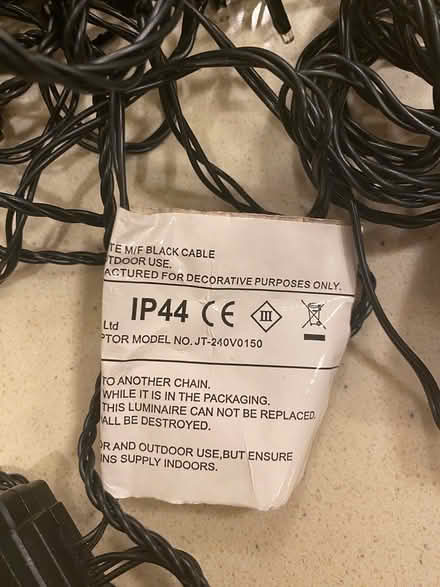 TE M/F BLACK CABLE
TDOOR USE.
ACTURED FOR DECORATIVE PURPOSES ONLY.
IP44 CE III
Ltd
PTOR MODEL NO. JT-240V0150
TO ANOTHER CHAIN.
WHILE IT IS IN THE PACKAGING.
THIS LUMINAIRE CAN NOT BE REPLACED.
ALL BE DESTROYED.
OR AND OUTDOOR USE,BUT ENSURE
INS SUPPLY INDOORS.